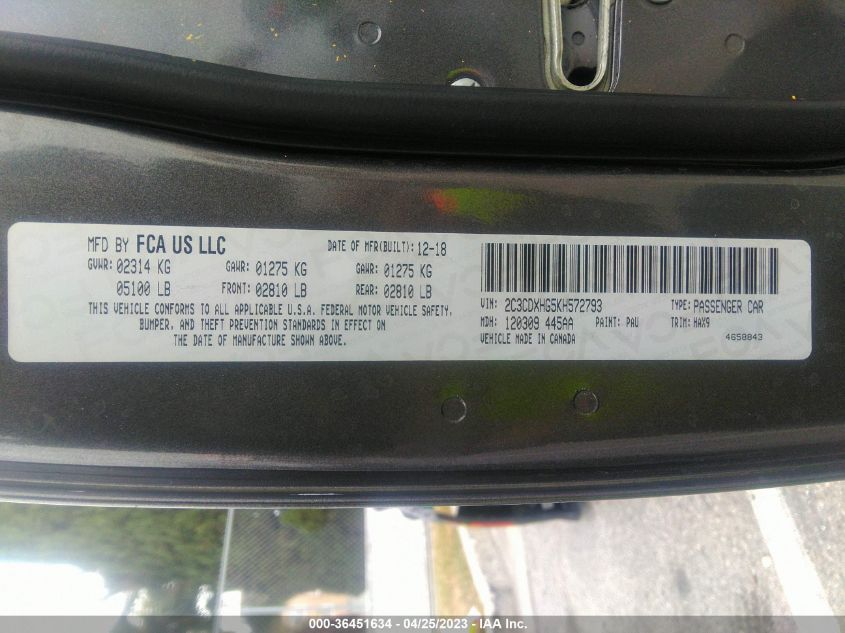 MFD BY FCA US LLC DATE OF MFR(BUILT): 12-18
GVWR: 02314 KG GAWR: 01275 KG GAWR: 01275 KG
05100 LB FRONT: 02810 LB REAR: 02810 LB
THIS VEHICLE CONFORMS TO ALL APPLICABLE U.S.A. FEDERAL MOTOR VEHICLE SAFETY,
BUMPER, AND THEFT PREVENTION STANDARDS IN EFFECT ON
THE DATE OF MANUFACTURE SHOWN ABOVE.
VIN: 2C3CDXHG5KH572793 TYPE: PASSENGER CAR
MDH: 120309 445AA PAINT: PAU TRIM: HAX9
VEHICLE MADE IN CANADA 4658843
000-36451634 / 04/25/2023 - IAA Inc.